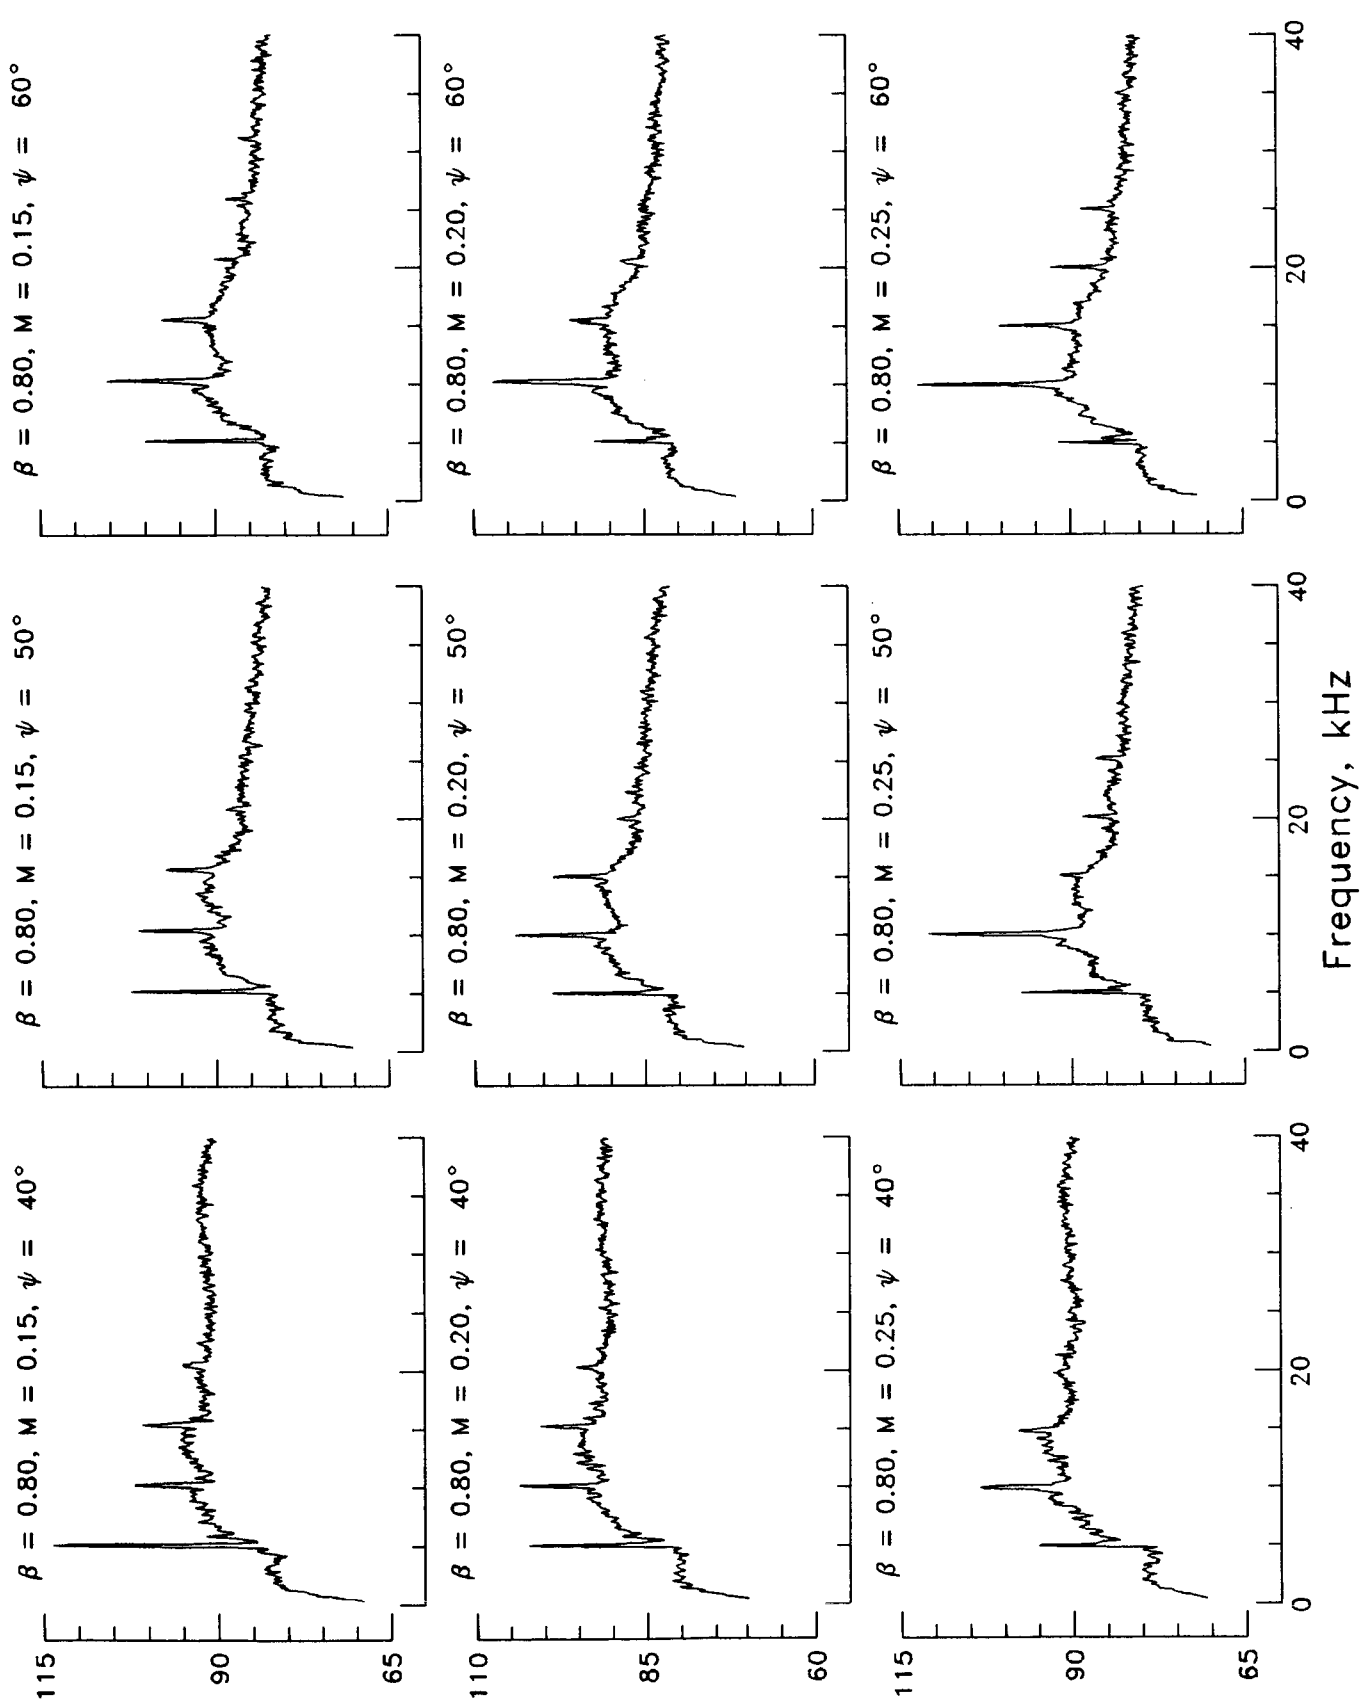 β = 0.80, M = 0.15, ψ = 40°
β = 0.80, M = 0.15, ψ = 50°
β = 0.80, M = 0.15, ψ = 60°
115
90
65
β = 0.80, M = 0.20, ψ = 40°
β = 0.80, M = 0.20, ψ = 50°
β = 0.80, M = 0.20, ψ = 60°
110
85
60
β = 0.80, M = 0.25, ψ = 40°
β = 0.80, M = 0.25, ψ = 50°
β = 0.80, M = 0.25, ψ = 60°
115
90
65
0 20 40 0 20 40 0 20 40
Frequency, kHz